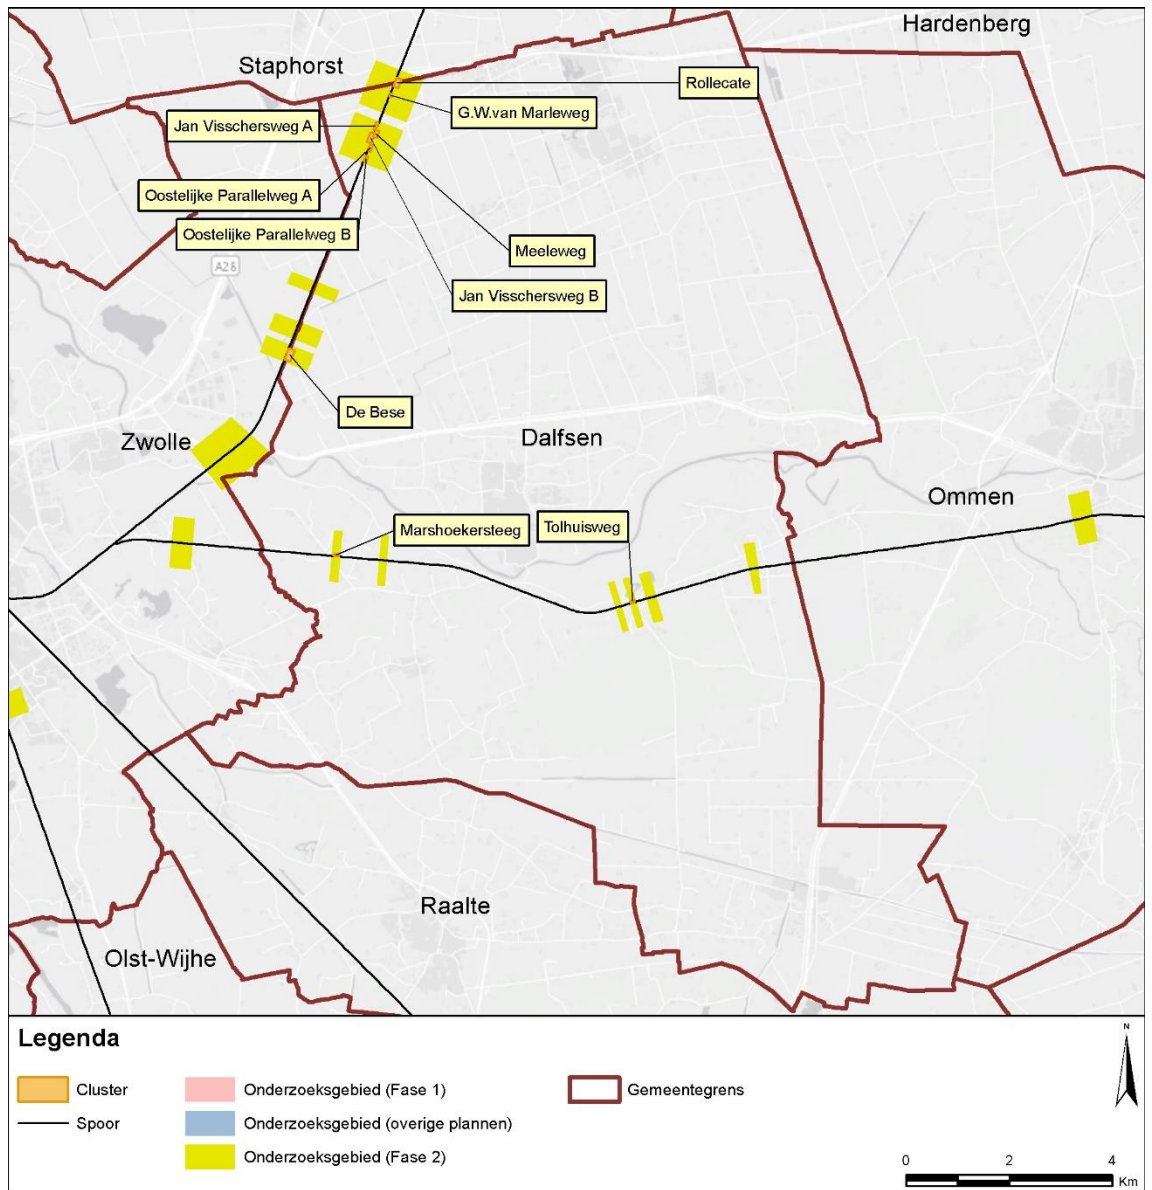 Hardenberg
Staphorst
Rollecate
G.W.van Marleweg
Jan Visschersweg A
Oostelijke Parallelweg A
Oostelijke Parallelweg B
Meeleweg
A28
Jan Visschersweg B
De Bese
Zwolle
Dalfsen
Ommen
Marshoekersteeg
Tolhuisweg
Raalte
Olst-Wijhe
Legenda
Cluster
Spoor
Onderzoeksgebied (Fase 1)
Onderzoeksgebied (overige plannen)
Onderzoeksgebied (Fase 2)
Gemeentegrens
N
0 2 4
Km